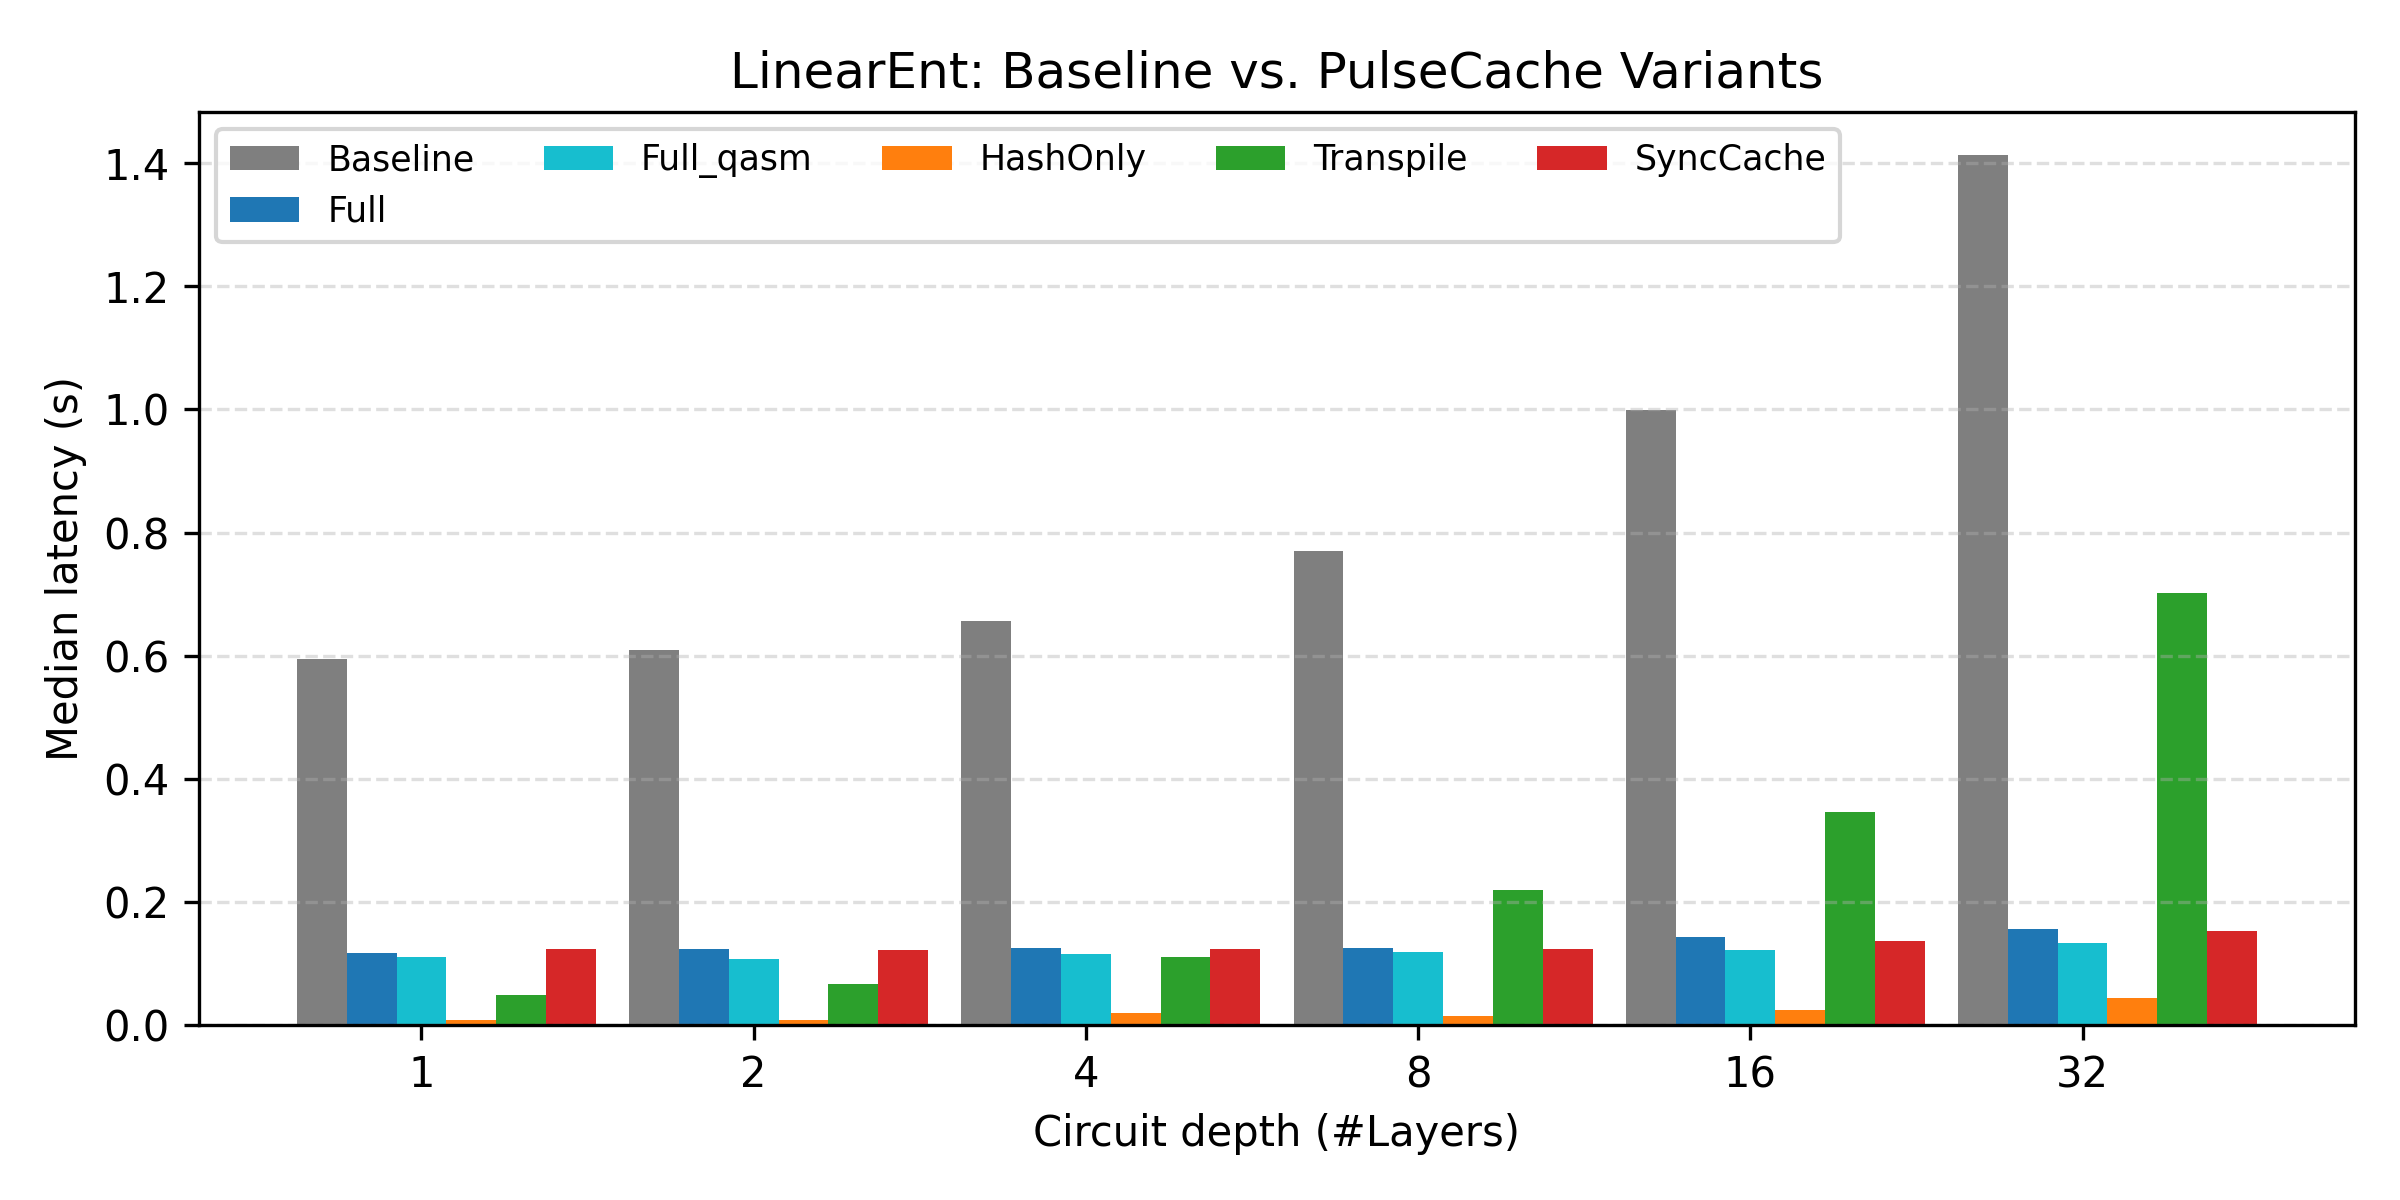 LinearEnt: Baseline vs. PulseCache Variants
Baseline
Full
Full_qasm
HashOnly
Transpile
SyncCache
Median latency (s)
1.4
1.2
1.0
0.8
0.6
0.4
0.2
0.0
1 2 4 8 16 32
Circuit depth (#Layers)